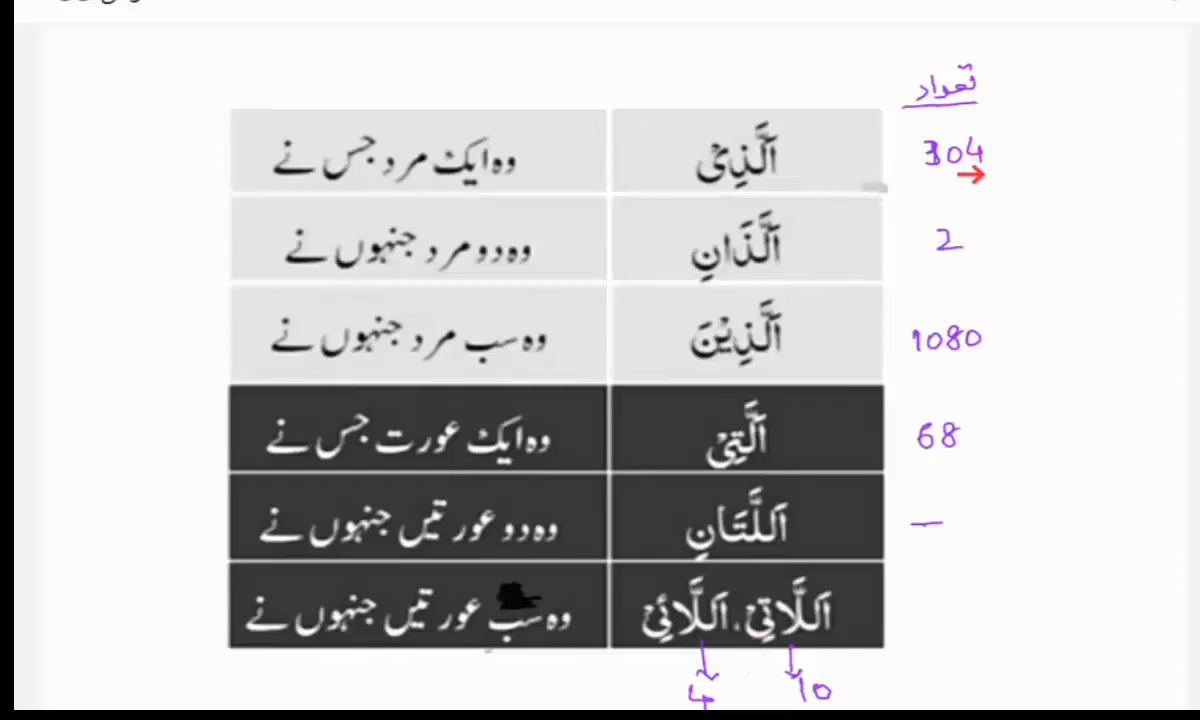 تعداد
اَلَّذِیْ وہ ایک مرد جس نے 304
اَلَّذَانِ وہ دو مرد جنہوں نے 2
اَلَّذِیْنَ وہ سب مرد جنہوں نے 1080
اَلَّتِیْ وہ ایک عورت جس نے 68
اَللَّتَانِ وہ دو عورتیں جنہوں نے —
اَللَّاتِیْ، اَللَّائِیْ وہ سب عورتیں جنہوں نے
10 4